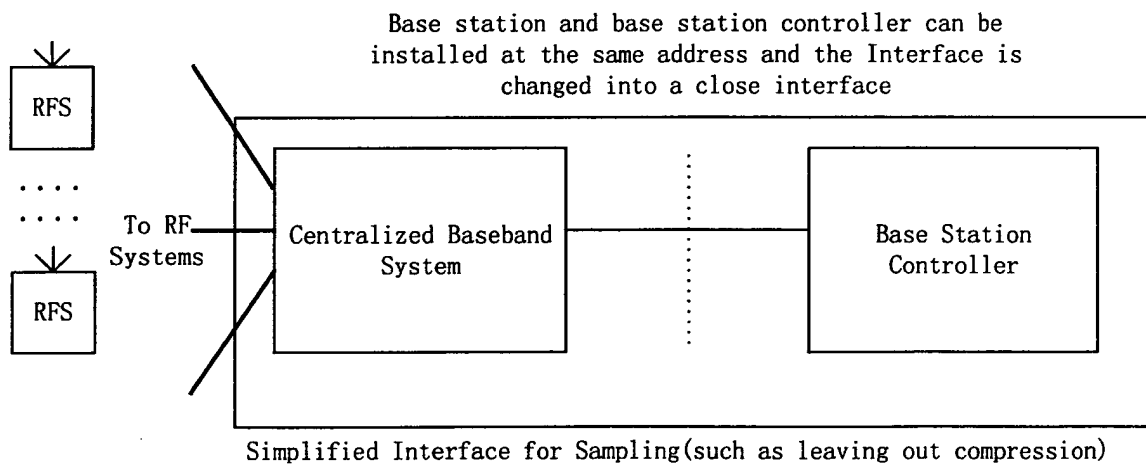 Base station and base station controller can be
installed at the same address and the Interface is
changed into a close interface
RFS
RFS
To RF
Systems
Centralized Baseband
System
Base Station
Controller
Simplified Interface for Sampling(such as leaving out compression)